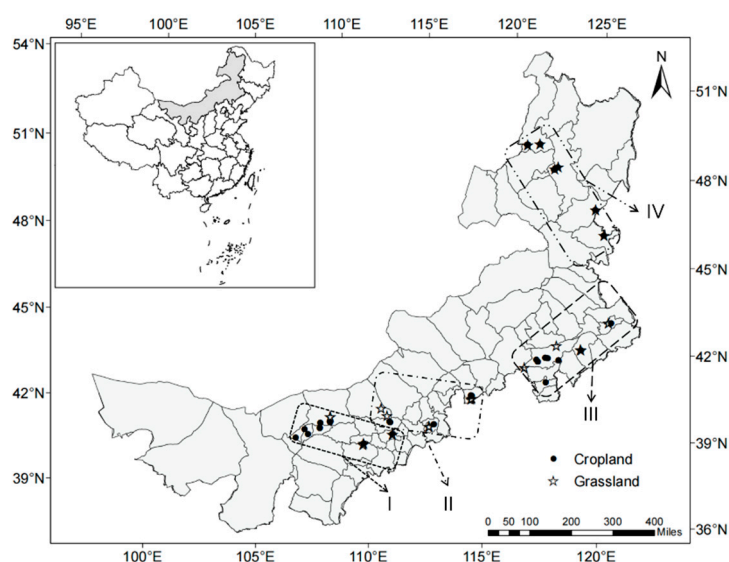 95°E 100°E 105°E 110°E 115°E 120°E 125°E
54°N
N
51°N
51°N
48°N
IV
48°N
45°N
45°N
42°N
42°N
III
39°N
Cropland
39°N
I II
Grassland
0 50 100 200 300 400
Miles
36°N
100°E 105°E 110°E 115°E 120°E